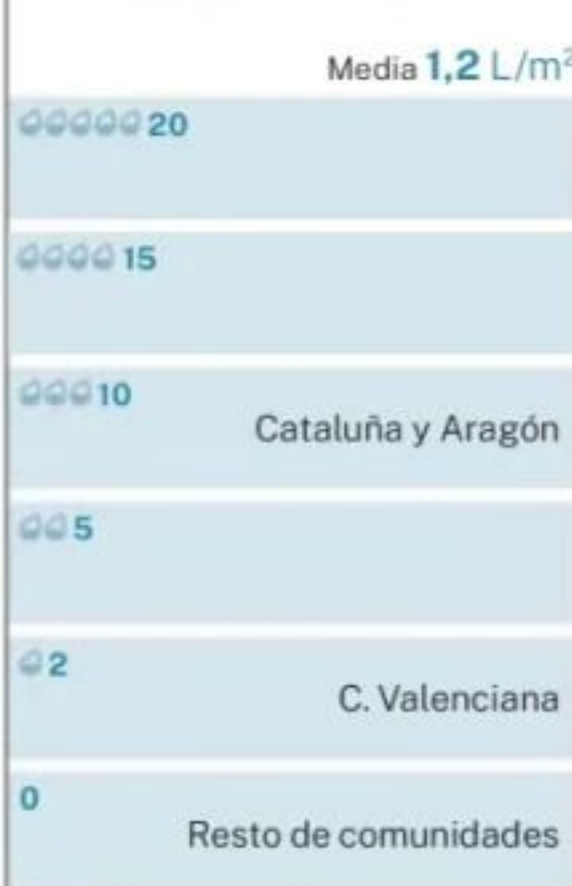 Media 1,2 L/m²
20
15
10
Cataluña y Aragón
5
2
C. Valenciana
0
Resto de comunidades